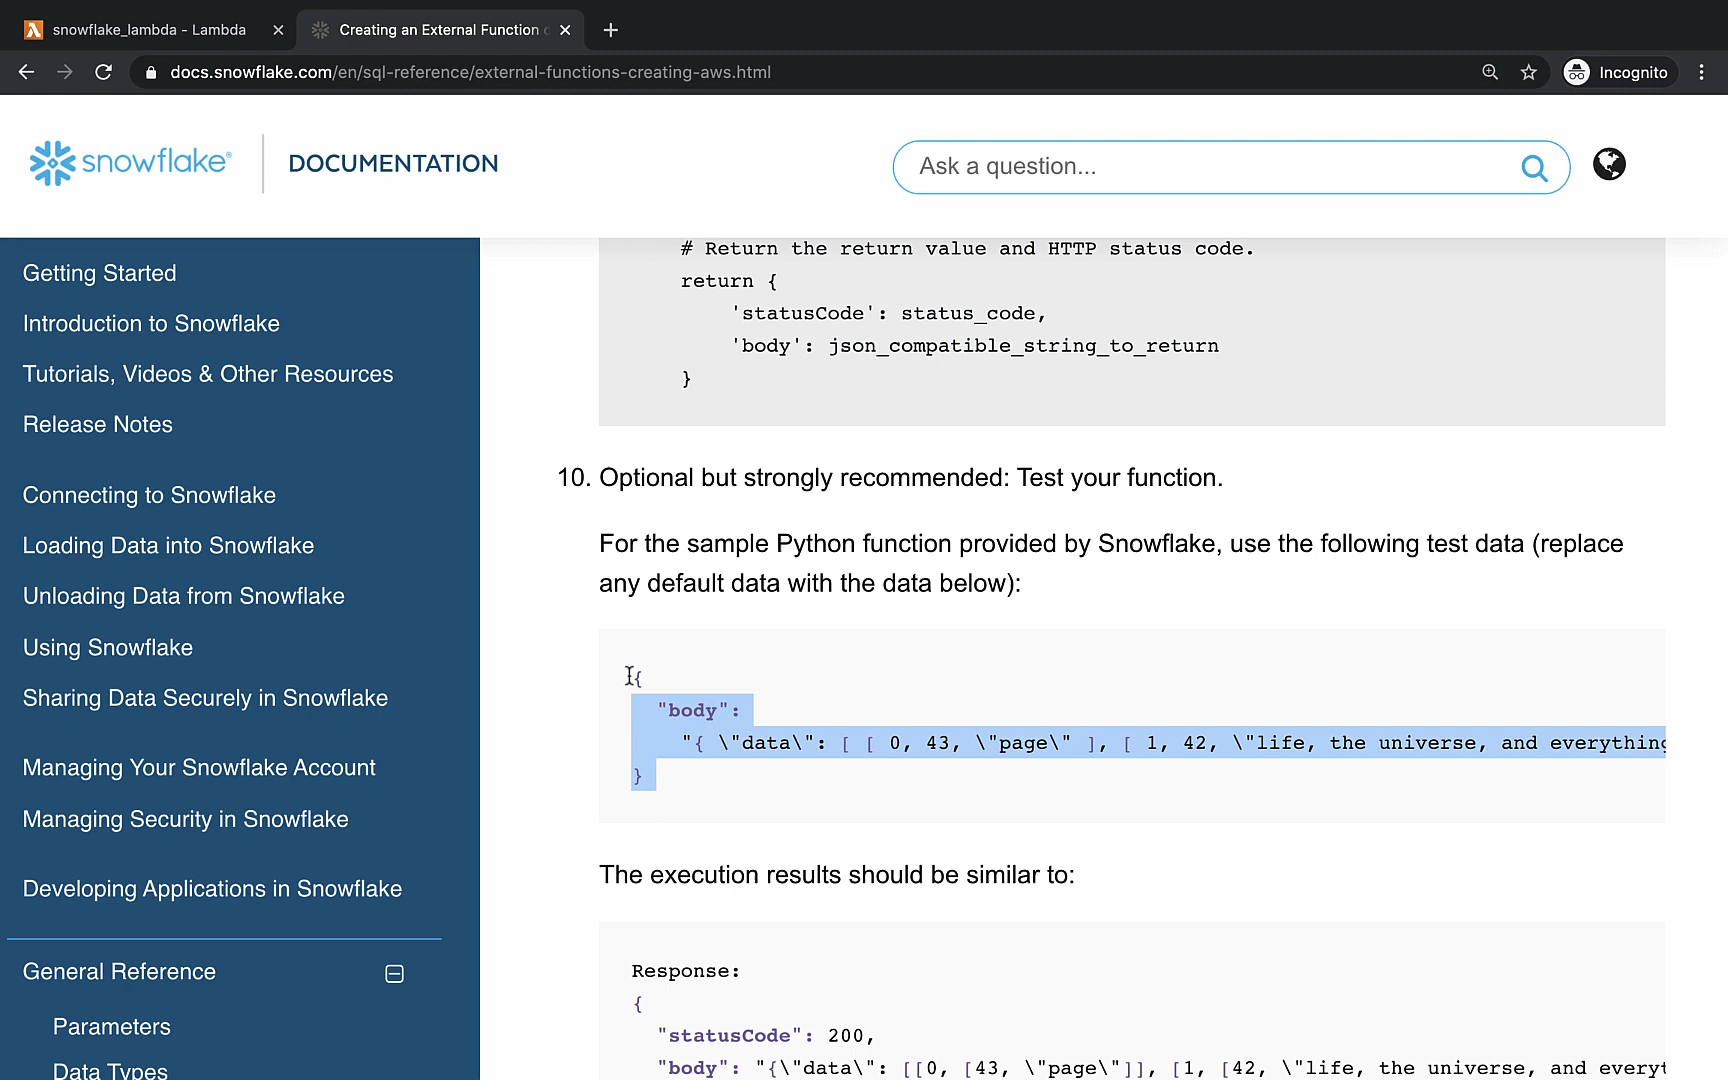 snowflake_lambda - Lambda
Creating an External Function
docs.snowflake.com/en/sql-reference/external-functions-creating-aws.html
Incognito
snowflake®
DOCUMENTATION
Ask a question...
Getting Started
Introduction to Snowflake
Tutorials, Videos & Other Resources
Release Notes
Connecting to Snowflake
Loading Data into Snowflake
Unloading Data from Snowflake
Using Snowflake
Sharing Data Securely in Snowflake
Managing Your Snowflake Account
Managing Security in Snowflake
Developing Applications in Snowflake
General Reference
Parameters
Data Types
# Return the return value and HTTP status code.
return {
'statusCode': status_code,
'body': json_compatible_string_to_return
}
10. Optional but strongly recommended: Test your function.
For the sample Python function provided by Snowflake, use the following test data (replace
any default data with the data below):
{
"body":
"{ \"data\": [ [ 0, 43, \"page\" ], [ 1, 42, \"life, the universe, and everything
}
The execution results should be similar to:
Response:
{
"statusCode": 200,
"body": "{\"data\": [[0, [43, \"page\"]], [1, [42, \"life, the universe, and everyt